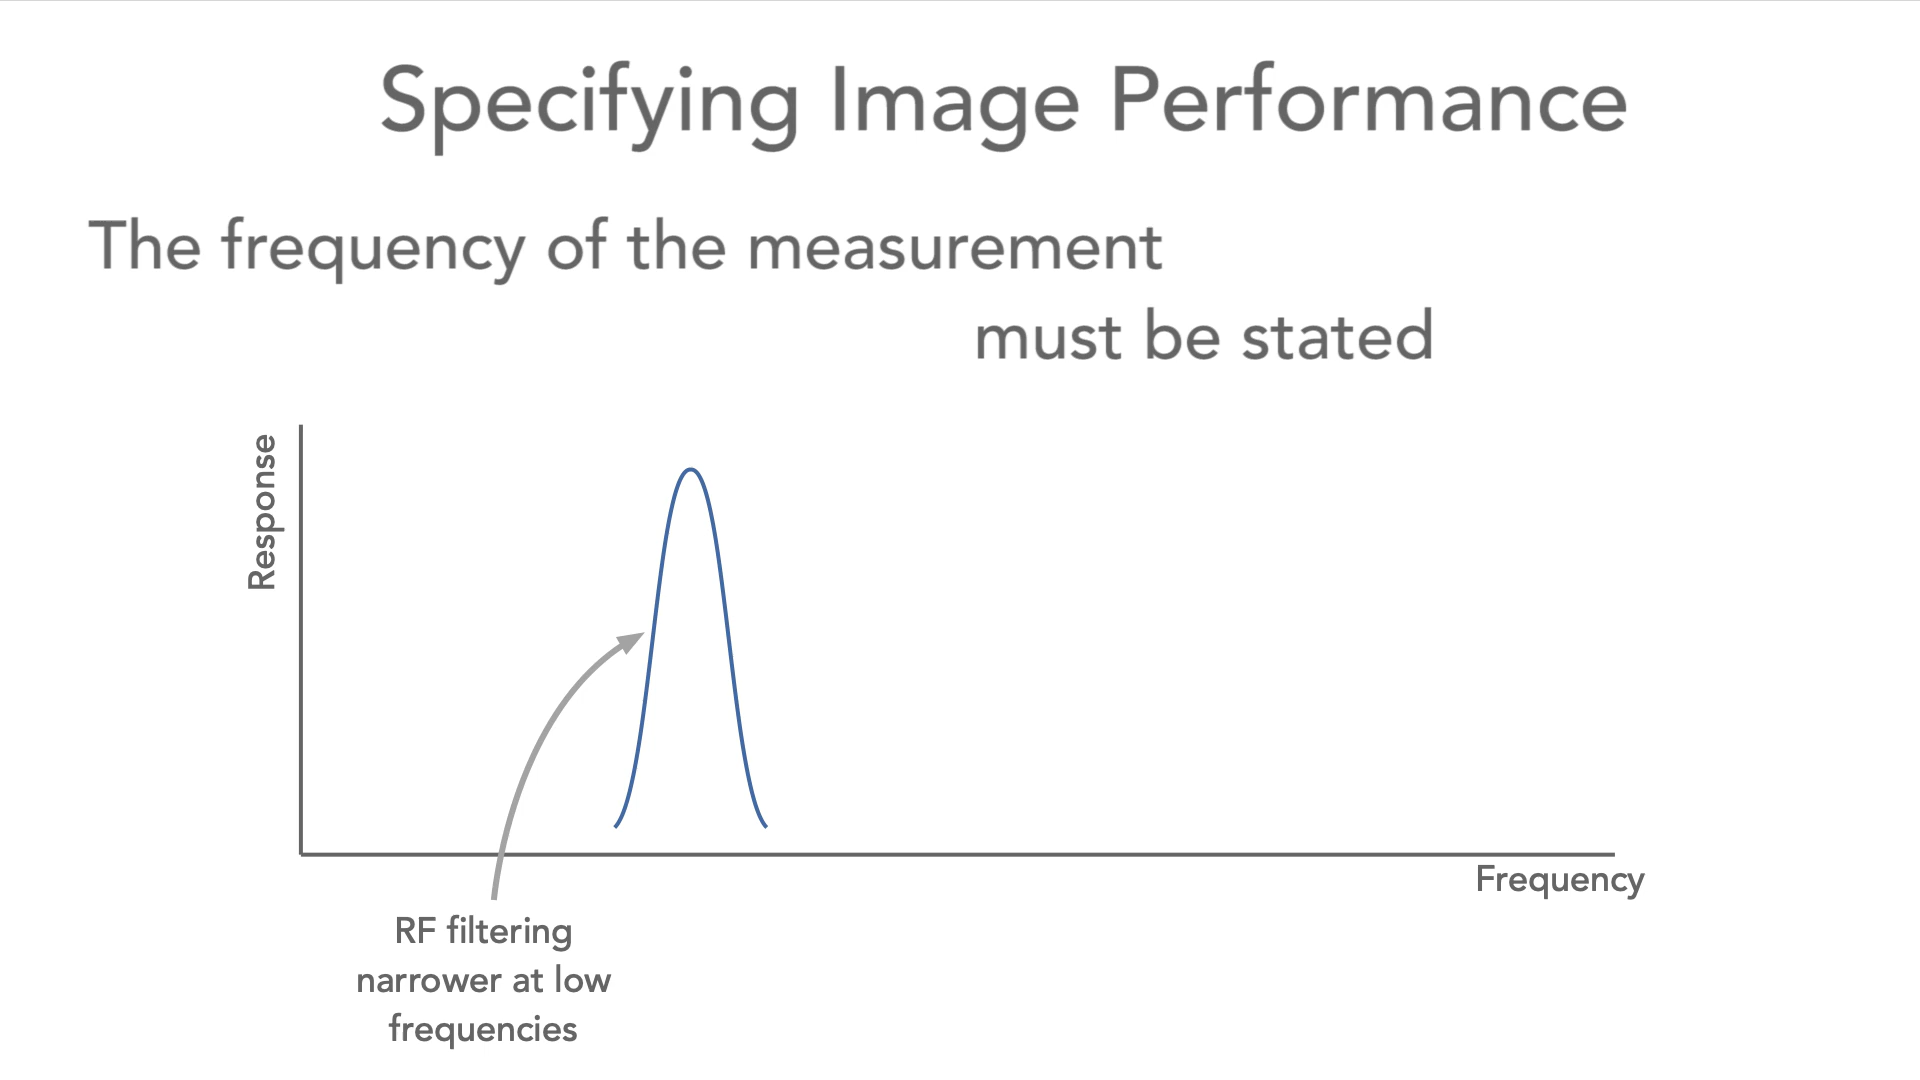 Specifying Image Performance
The frequency of the measurement
must be stated
Response
Frequency
RF filtering
narrower at low
frequencies